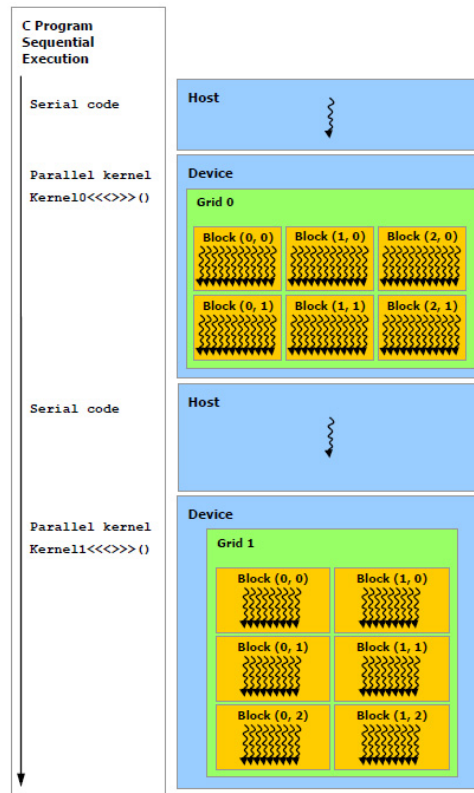 C Program
Sequential
Execution
Serial code
Host
Parallel kernel
Kernel0<<<>>>()
Device
Grid 0
Block (0, 0)
Block (1, 0)
Block (2, 0)
Block (0, 1)
Block (1, 1)
Block (2, 1)
Serial code
Host
Parallel kernel
Kernel1<<<>>>()
Device
Grid 1
Block (0, 0)
Block (1, 0)
Block (0, 1)
Block (1, 1)
Block (0, 2)
Block (1, 2)